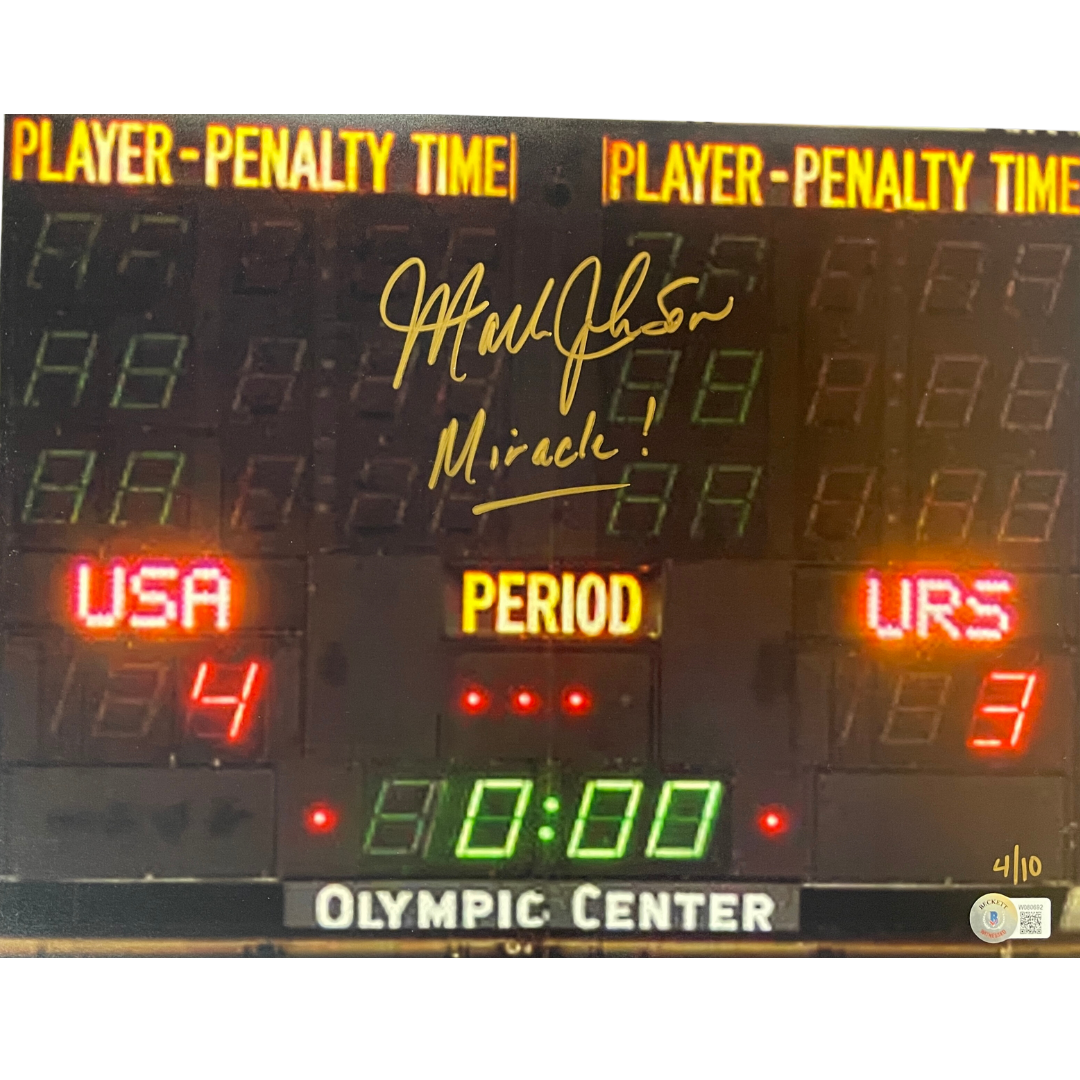 PLAYER-PENALTY TIME
PLAYER-PENALTY TIME
Mark Johnson
Miracle!
USA
PERIOD
URS
4
3
0:00
OLYMPIC CENTER
4/10
BECKETT